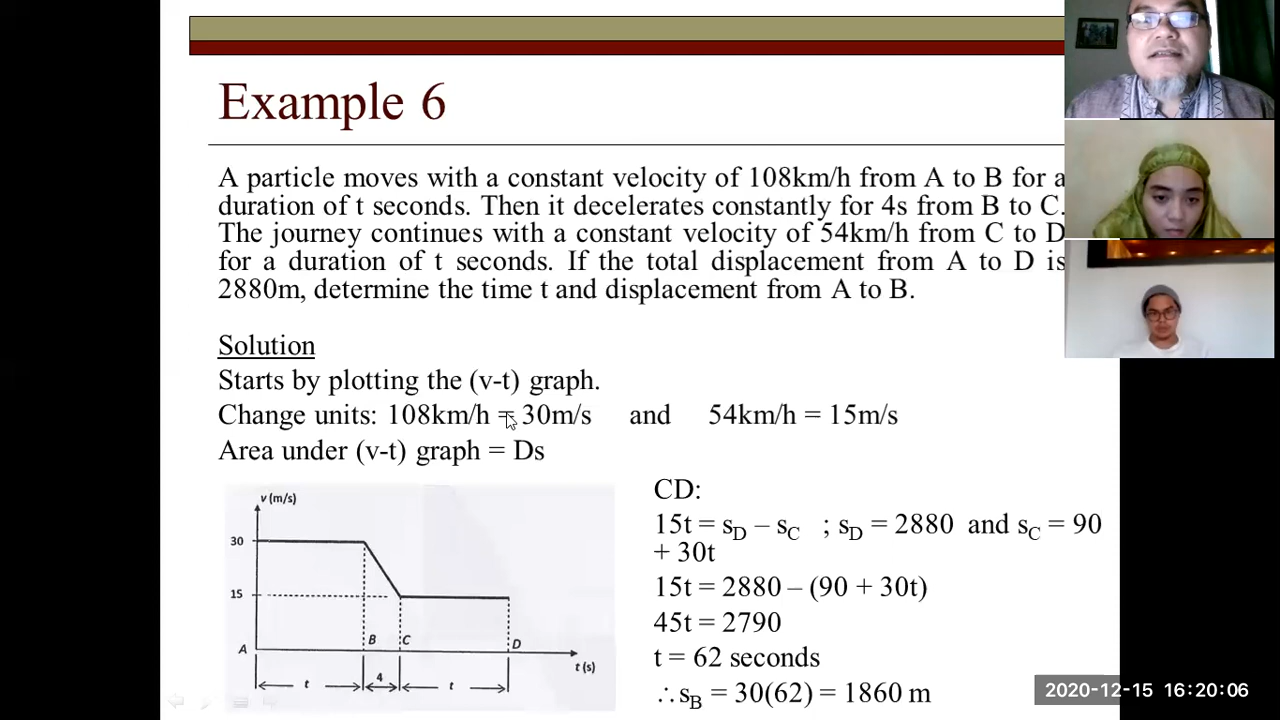 Example 6
A particle moves with a constant velocity of 108km/h from A to B for a
duration of t seconds. Then it decelerates constantly for 4s from B to C.
The journey continues with a constant velocity of 54km/h from C to D
for a duration of t seconds. If the total displacement from A to D is
2880m, determine the time t and displacement from A to B.
Solution
Starts by plotting the (v-t) graph.
Change units: 108km/h = 30m/s and 54km/h = 15m/s
Area under (v-t) graph = Ds
v (m/s)
30
15
A
B C D
t (s)
t 4 t
CD:
15t = sD – sC ; sD = 2880 and sC = 90
+ 30t
15t = 2880 – (90 + 30t)
45t = 2790
t = 62 seconds
∴sB = 30(62) = 1860 m
2020-12-15 16:20:06